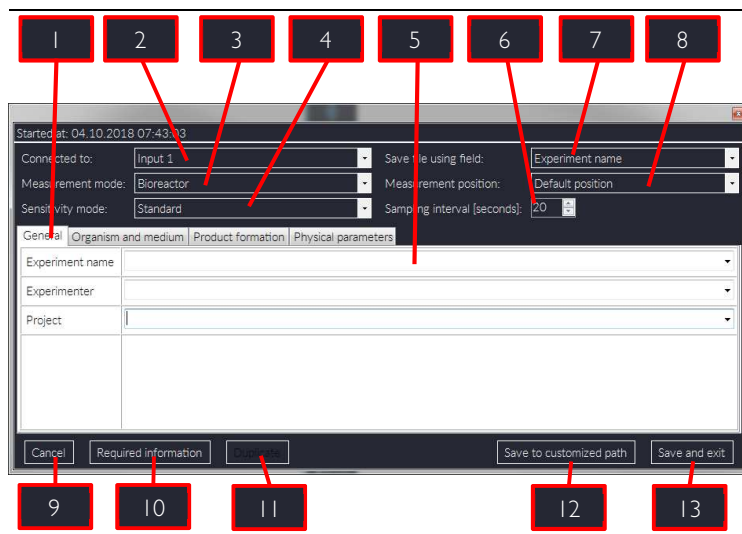 1 2 3 4 5 6 7 8
Started at: 04.10.2018 07:43:03
Connected to: Input 1 Save file using field: Experiment name
Measurement mode: Bioreactor Measurement position: Default position
Sensitivity mode: Standard Sampling interval [seconds]: 20
General Organism and medium Product formation Physical parameters
Experiment name
Experimenter
Project
Cancel Required information Duplicate Save to customized path Save and exit
9 10 11 12 13